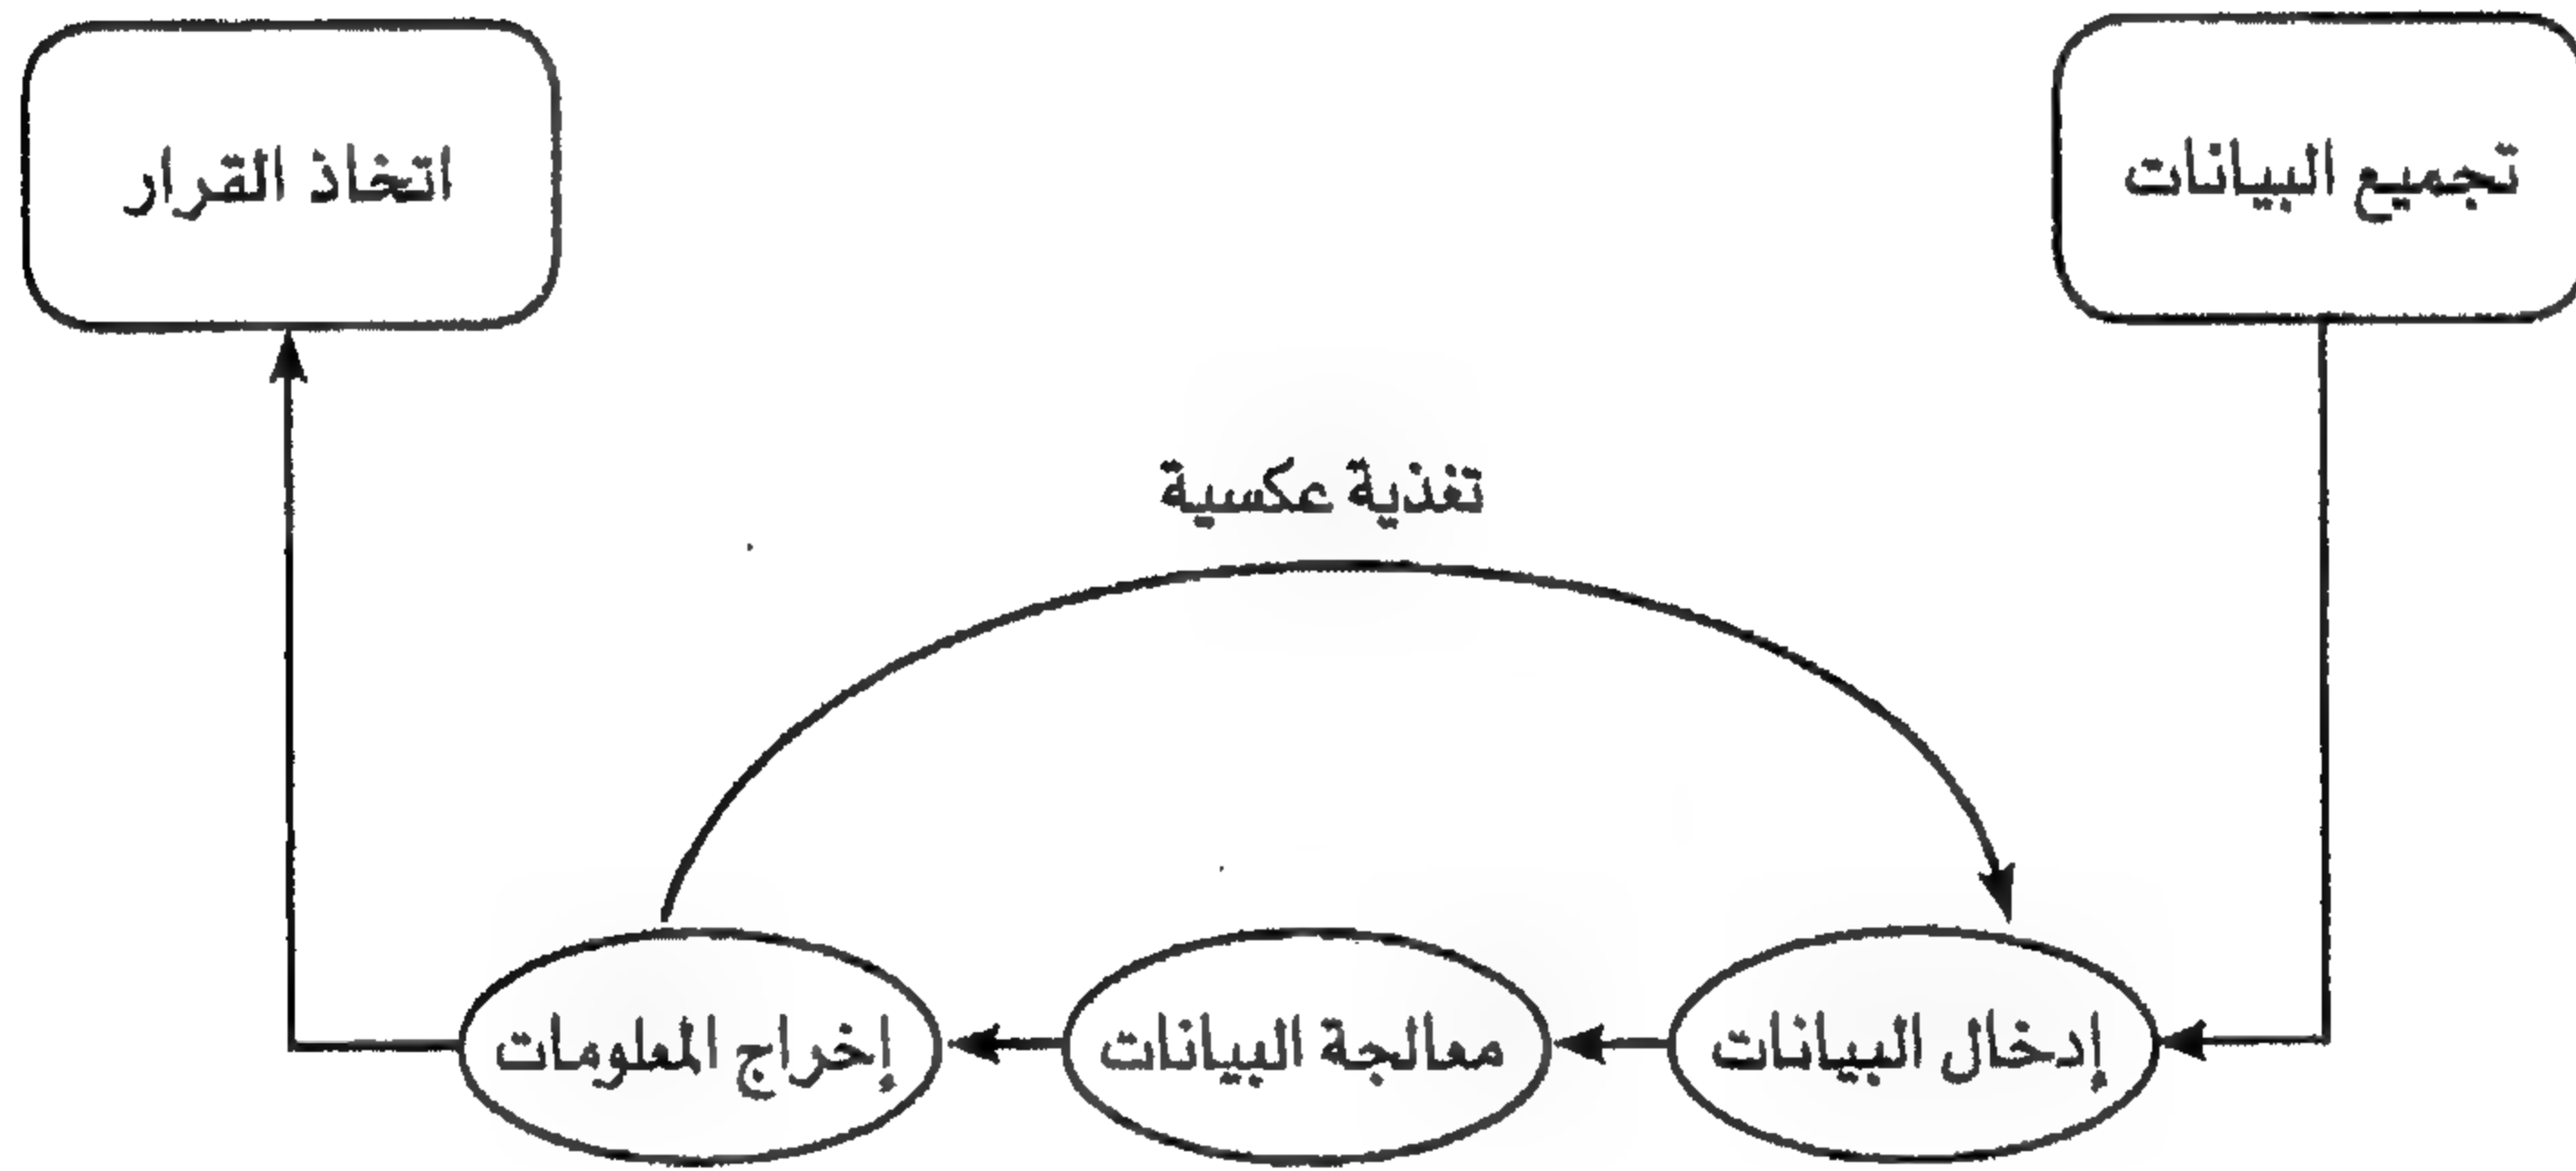 تجميع البيانات
اتخاذ القرار
تغذية عكسية
إدخال البيانات
معالجة البيانات
إخراج المعلومات